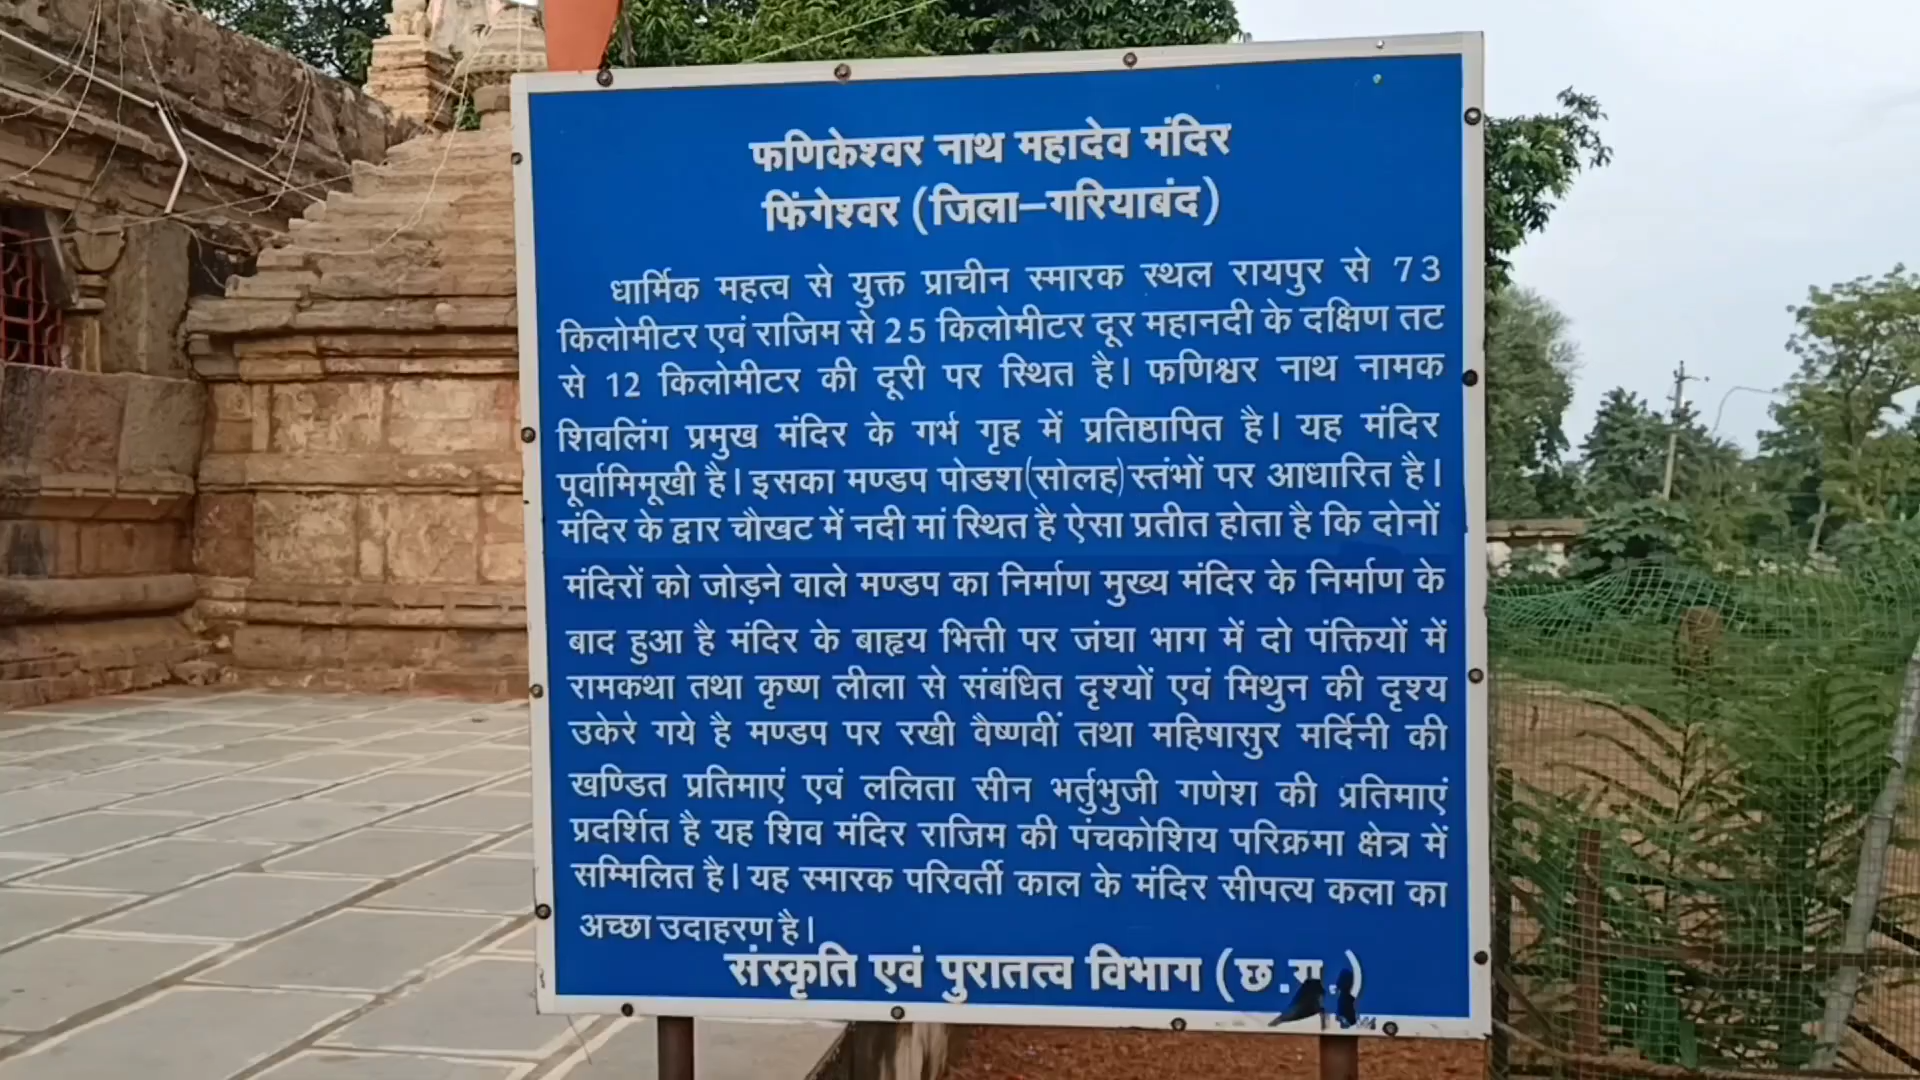 फणिकेश्वर नाथ महादेव मंदिर
फिंगेश्वर (जिला–गरियाबंद)
धार्मिक महत्व से युक्त प्राचीन स्मारक स्थल रायपुर से 73
किलोमीटर एवं राजिम से 25 किलोमीटर दूर महानदी के दक्षिण तट
से 12 किलोमीटर की दूरी पर स्थित है। फणिश्वर नाथ नामक
शिवलिंग प्रमुख मंदिर के गर्भ गृह में प्रतिष्ठापित है। यह मंदिर
पूर्वामिमूखी है। इसका मण्डप पोडश(सोलह)स्तंभों पर आधारित है।
मंदिर के द्वार चौखट में नदी मां स्थित है ऐसा प्रतीत होता है कि दोनों
मंदिरों को जोड़ने वाले मण्डप का निर्माण मुख्य मंदिर के निर्माण के
बाद हुआ है मंदिर के बाह्रय भित्ती पर जंघा भाग में दो पंक्तियों में
रामकथा तथा कृष्ण लीला से संबंधित दृश्यों एवं मिथुन की दृश्य
उकेरे गये है मण्डप पर रखी वैष्णवीं तथा महिषासुर मर्दिनी की
खण्डित प्रतिमाएं एवं ललिता सीन भर्तुभुजी गणेश की प्रतिमाएं
प्रदर्शित है यह शिव मंदिर राजिम की पंचकोशिय परिक्रमा क्षेत्र में
सम्मिलित है। यह स्मारक परिवर्ती काल के मंदिर सीपत्य कला का
अच्छा उदाहरण है।
संस्कृति एवं पुरातत्व विभाग (छ.ग.)